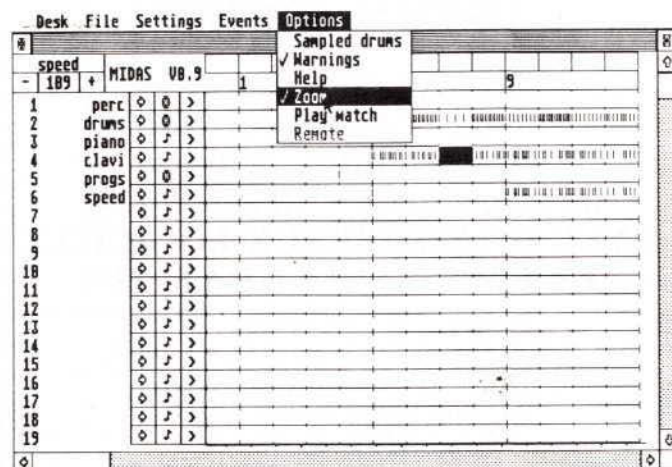 Desk File Settings Events Options
Sampled drums
√ Warnings
Help
√ Zoom
Play watch
Remote
speed
- 189 + MIDAS V8.9
1 9
1 perc
2 drums
3 piano
4 clavi
5 progs
6 speed
7
8
9
10
11
12
13
14
15
16
17
18
19